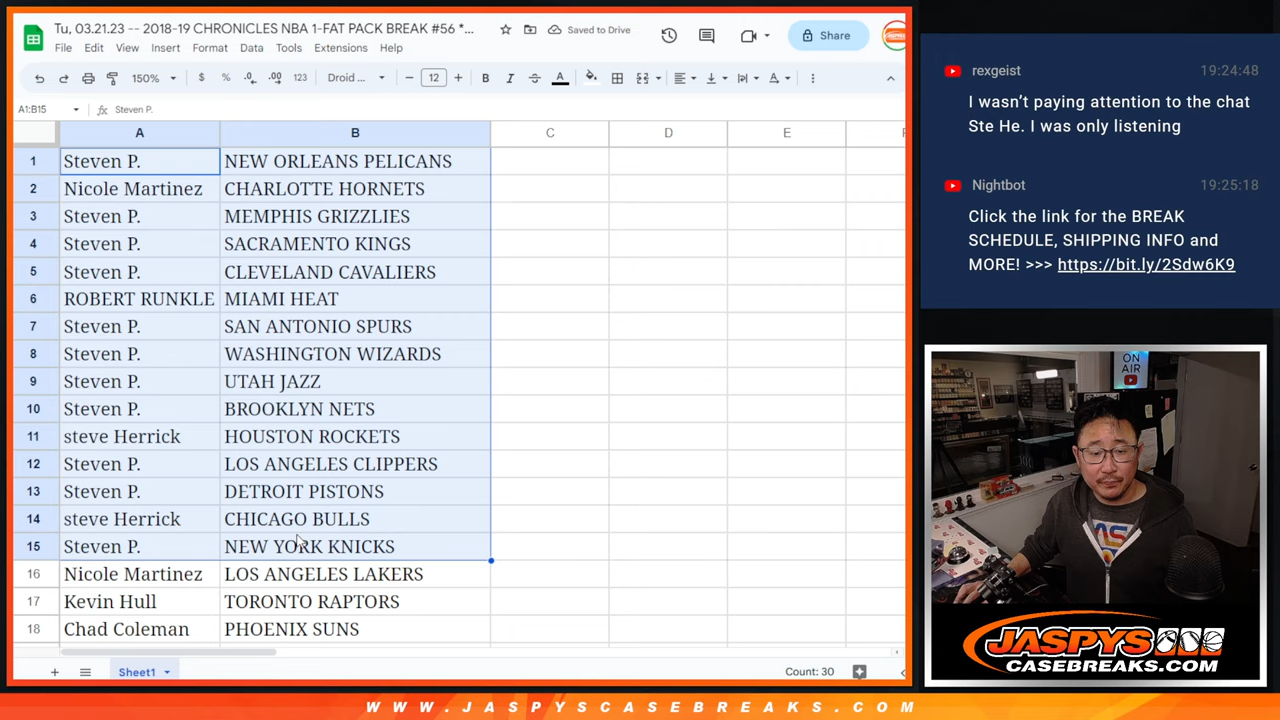 Tu, 03.21.23 -- 2018-19 CHRONICLES NBA 1-FAT PACK BREAK #56 *...
Saved to Drive
Share
File Edit View Insert Format Data Tools Extensions Help
150% $ % .0 .00 123 Droid ... 12 B I A
A1:B15 fx Steven P.
A B C D E
1 Steven P. NEW ORLEANS PELICANS
2 Nicole Martinez CHARLOTTE HORNETS
3 Steven P. MEMPHIS GRIZZLIES
4 Steven P. SACRAMENTO KINGS
5 Steven P. CLEVELAND CAVALIERS
6 ROBERT RUNKLE MIAMI HEAT
7 Steven P. SAN ANTONIO SPURS
8 Steven P. WASHINGTON WIZARDS
9 Steven P. UTAH JAZZ
10 Steven P. BROOKLYN NETS
11 steve Herrick HOUSTON ROCKETS
12 Steven P. LOS ANGELES CLIPPERS
13 Steven P. DETROIT PISTONS
14 steve Herrick CHICAGO BULLS
15 Steven P. NEW YORK KNICKS
16 Nicole Martinez LOS ANGELES LAKERS
17 Kevin Hull TORONTO RAPTORS
18 Chad Coleman PHOENIX SUNS
Sheet1
Count: 30
rexgeist 19:24:48
I wasn't paying attention to the chat
Ste He. I was only listening
Nightbot 19:25:18
Click the link for the BREAK
SCHEDULE, SHIPPING INFO and
MORE! >>> https://bit.ly/2Sdw6K9
ON
AIR
JASPYS
CASEBREAKS.COM
WWW.JASPYSCASEBREAKS.COM